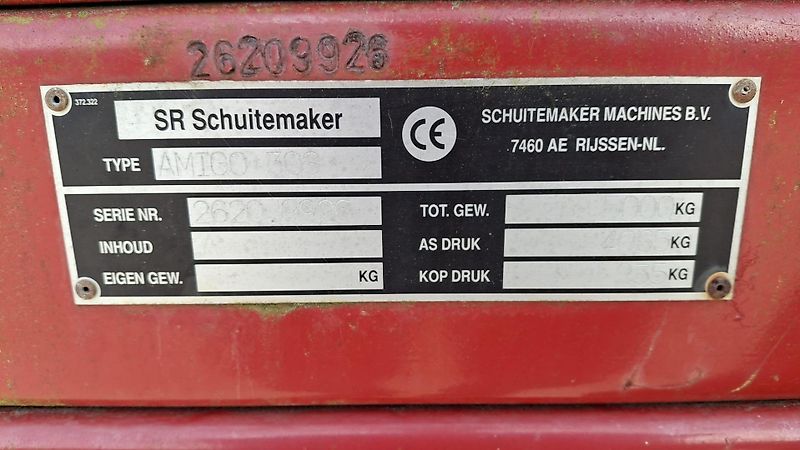 26209926
372.322
SR Schuitemaker
TYPE AMIGO
SERIE NR.
INHOUD
EIGEN GEW. KG
CE
SCHUITEMAKER MACHINES B.V.
7460 AE RIJSSEN-NL.
TOT. GEW. KG
AS DRUK KG
KOP DRUK KG